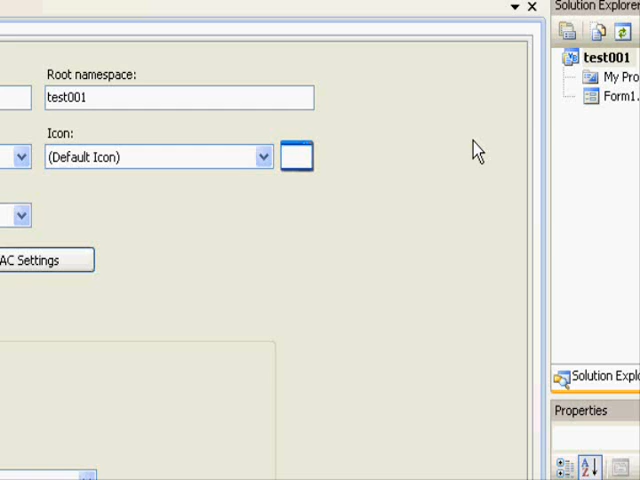 Solution Explorer
Root namespace:
test001
test001
My Pro
Form1.
Icon:
(Default Icon)
AC Settings
Solution Explo
Properties